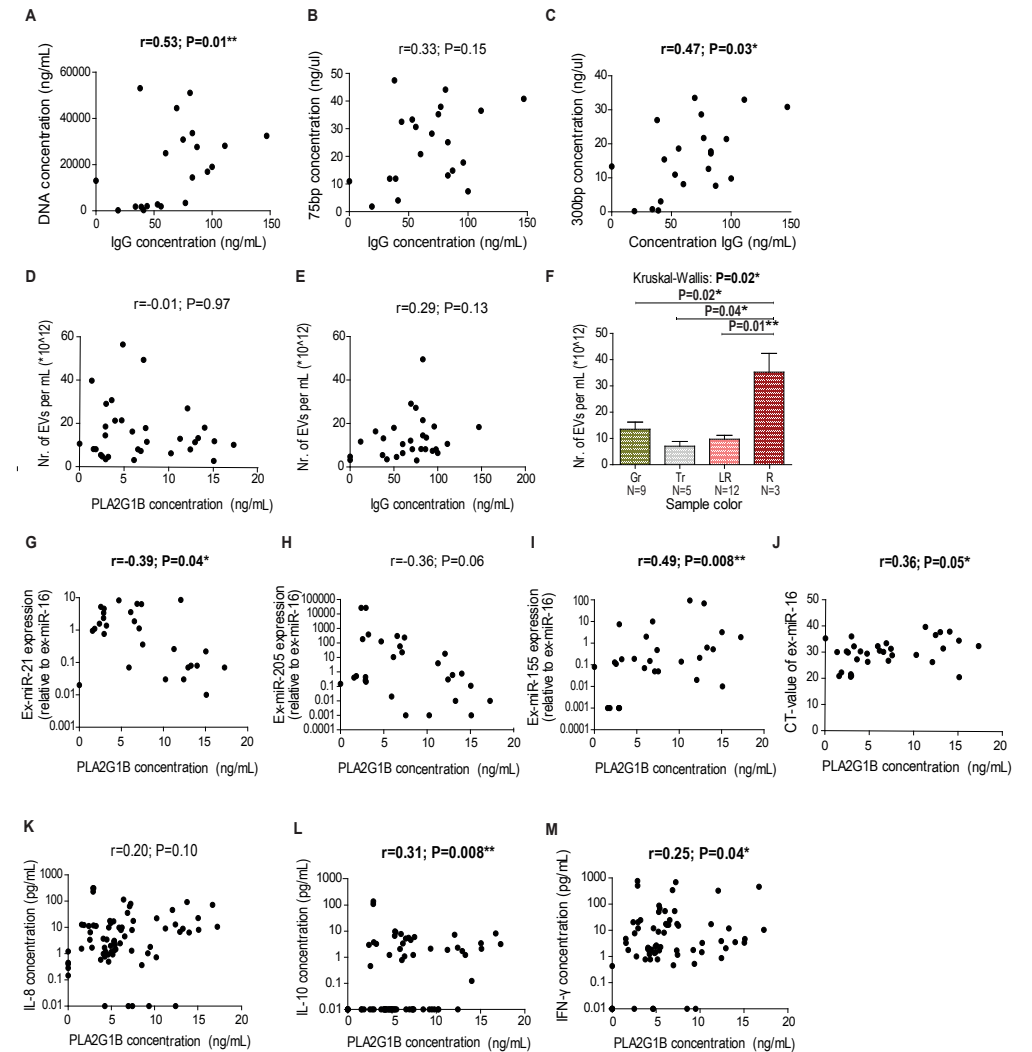 A
r=0.53; P=0.01**
DNA concentration (ng/mL)
60000
40000
20000
0
0 50 100 150
IgG concentration (ng/mL)
B
r=0.33; P=0.15
75bp concentration (ng/ul)
50
40
30
20
10
0
0 50 100 150
IgG concentration (ng/mL)
C
r=0.47; P=0.03*
300bp concentration (ng/ul)
40
30
20
10
0
0 50 100 150
Concentration IgG (ng/mL)
D
r=-0.01; P=0.97
Nr. of EVs per mL (*10^12)
60
40
20
0
0 5 10 15 20
PLA2G1B concentration (ng/mL)
E
r=0.29; P=0.13
Nr. of EVs per mL (*10^12)
60
40
20
0
0 50 100 150 200
IgG concentration (ng/mL)
F
Kruskal-Wallis: P=0.02*
P=0.02*
P=0.04*
P=0.01**
Nr. of EVs per mL (*10^12)
50
40
30
20
10
0
Gr Tr LR R
N=9 N=5 N=12 N=3
Sample color
G
r=-0.39; P=0.04*
Ex-miR-21 expression
(relative to ex-miR-16)
10
1
0.1
0.01
0.001
0 5 10 15 20
PLA2G1B concentration (ng/mL)
H
r=-0.36; P=0.06
Ex-miR-205 expression
(relative to ex-miR-16)
100000
10000
1000
100
10
1
0.1
0.01
0.001
0.0001
0 5 10 15 20
PLA2G1B concentration (ng/mL)
I
r=0.49; P=0.008**
Ex-miR-155 expression
(relative to ex-miR-16)
100
10
1
0.1
0.01
0.001
0.0001
0 5 10 15 20
PLA2G1B concentration (ng/mL)
J
r=0.36; P=0.05*
CT-value of ex-miR-16
50
40
30
20
10
0
0 5 10 15 20
PLA2G1B concentration (ng/mL)
K
r=0.20; P=0.10
IL-8 concentration (pg/mL)
1000
100
10
1
0.1
0.01
0 5 10 15 20
PLA2G1B concentration (ng/mL)
L
r=0.31; P=0.008**
IL-10 concentration (pg/mL)
1000
100
10
1
0.1
0.01
0 5 10 15 20
PLA2G1B concentration (ng/mL)
M
r=0.25; P=0.04*
IFN-γ concentration (pg/mL)
1000
100
10
1
0.1
0.01
0 5 10 15 20
PLA2G1B concentration (ng/mL)